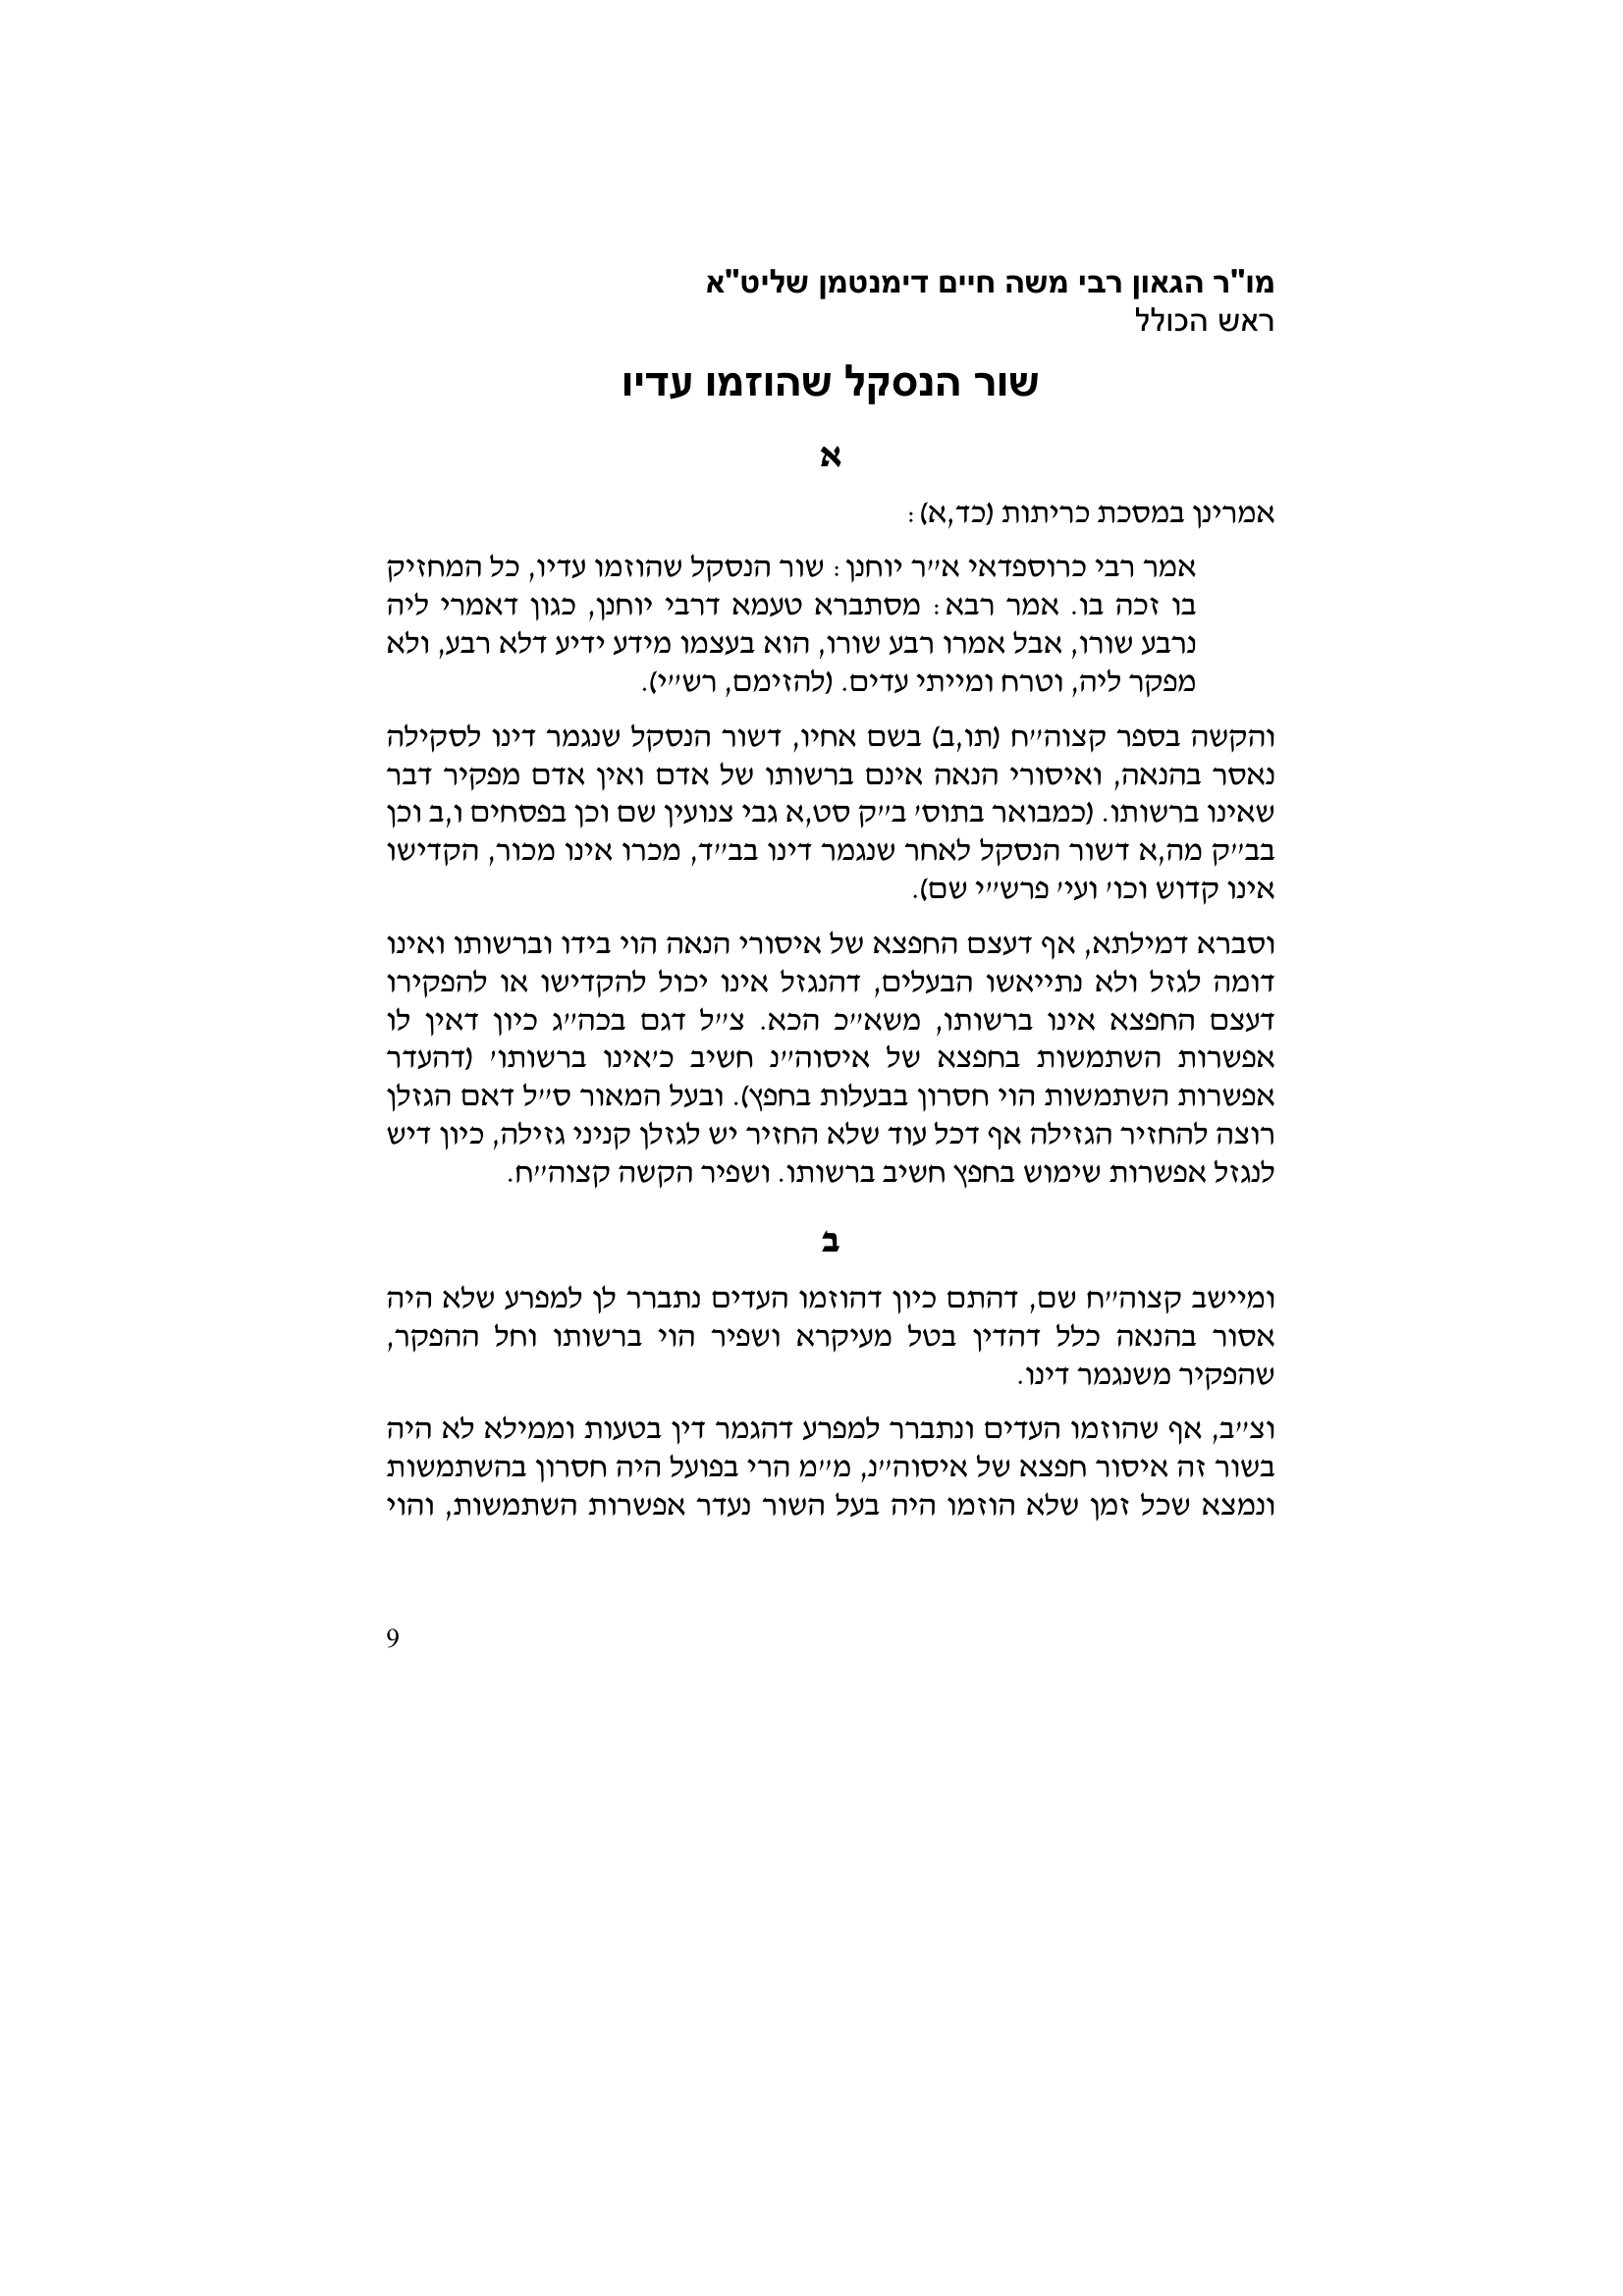 מו"ר הגאון רבי משה חיים דימנטמן שליט"א
ראש הכולל
שור הנסקל שהוזמו עדיו
א
אמרינן במסכת כריתות (כד,א):
אמר רבי כרוספדאי א״ר יוחנן: שור הנסקל שהוזמו עדיו, כל המחזיק
בו זכה בו. אמר רבא: מסתברא טעמא דרבי יוחנן, כגון דאמרי ליה
נרבע שורו, אבל אמרו רבע שורו, הוא בעצמו מידע ידיע דלא רבע, ולא
מפקר ליה, וטרח ומייתי עדים. (להזימם, רש״י).
והקשה בספר קצוה״ח (תו,ב) בשם אחיו, דשור הנסקל שנגמר דינו לסקילה
נאסר בהנאה, ואיסורי הנאה אינם ברשותו של אדם ואין אדם מפקיר דבר
שאינו ברשותו. (כמבואר בתוס׳ ב״ק סט,א גבי צנועין שם וכן בפסחים ו,ב וכן
בב״ק מה,א דשור הנסקל לאחר שנגמר דינו בב״ד, מכרו אינו מכור, הקדישו
אינו קדוש וכו׳ ועי׳ פרש״י שם).
וסברא דמילתא, אף דעצם החפצא של איסורי הנאה הוי בידו וברשותו ואינו
דומה לגזל ולא נתייאשו הבעלים, דהנגזל אינו יכול להקדישו או להפקירו
דעצם החפצא אינו ברשותו, משא״כ הכא. צ״ל דגם בכה״ג כיון דאין לו
אפשרות השתמשות בחפצא של איסוה״נ חשיב כ׳אינו ברשותו׳ (דהעדר
אפשרות השתמשות הוי חסרון בבעלות בחפץ). ובעל המאור ס״ל דאם הגזלן
רוצה להחזיר הגזילה אף דכל עוד שלא החזיר יש לגזלן קניני גזילה, כיון דיש
לנגזל אפשרות שימוש בחפץ חשיב ברשותו. ושפיר הקשה קצוה״ח.
ב
ומיישב קצוה״ח שם, דהתם כיון דהוזמו העדים נתברר לן למפרע שלא היה
אסור בהנאה כלל דהדין בטל מעיקרא ושפיר הוי ברשותו וחל ההפקר,
שהפקיר משנגמר דינו.
וצ״ב, אף שהוזמו העדים ונתברר למפרע דהגמר דין בטעות וממילא לא היה
בשור זה איסור חפצא של איסוה״נ, מ״מ הרי בפועל היה חסרון בהשתמשות
ונמצא שכל זמן שלא הוזמו היה בעל השור נעדר אפשרות השתמשות, והוי
9